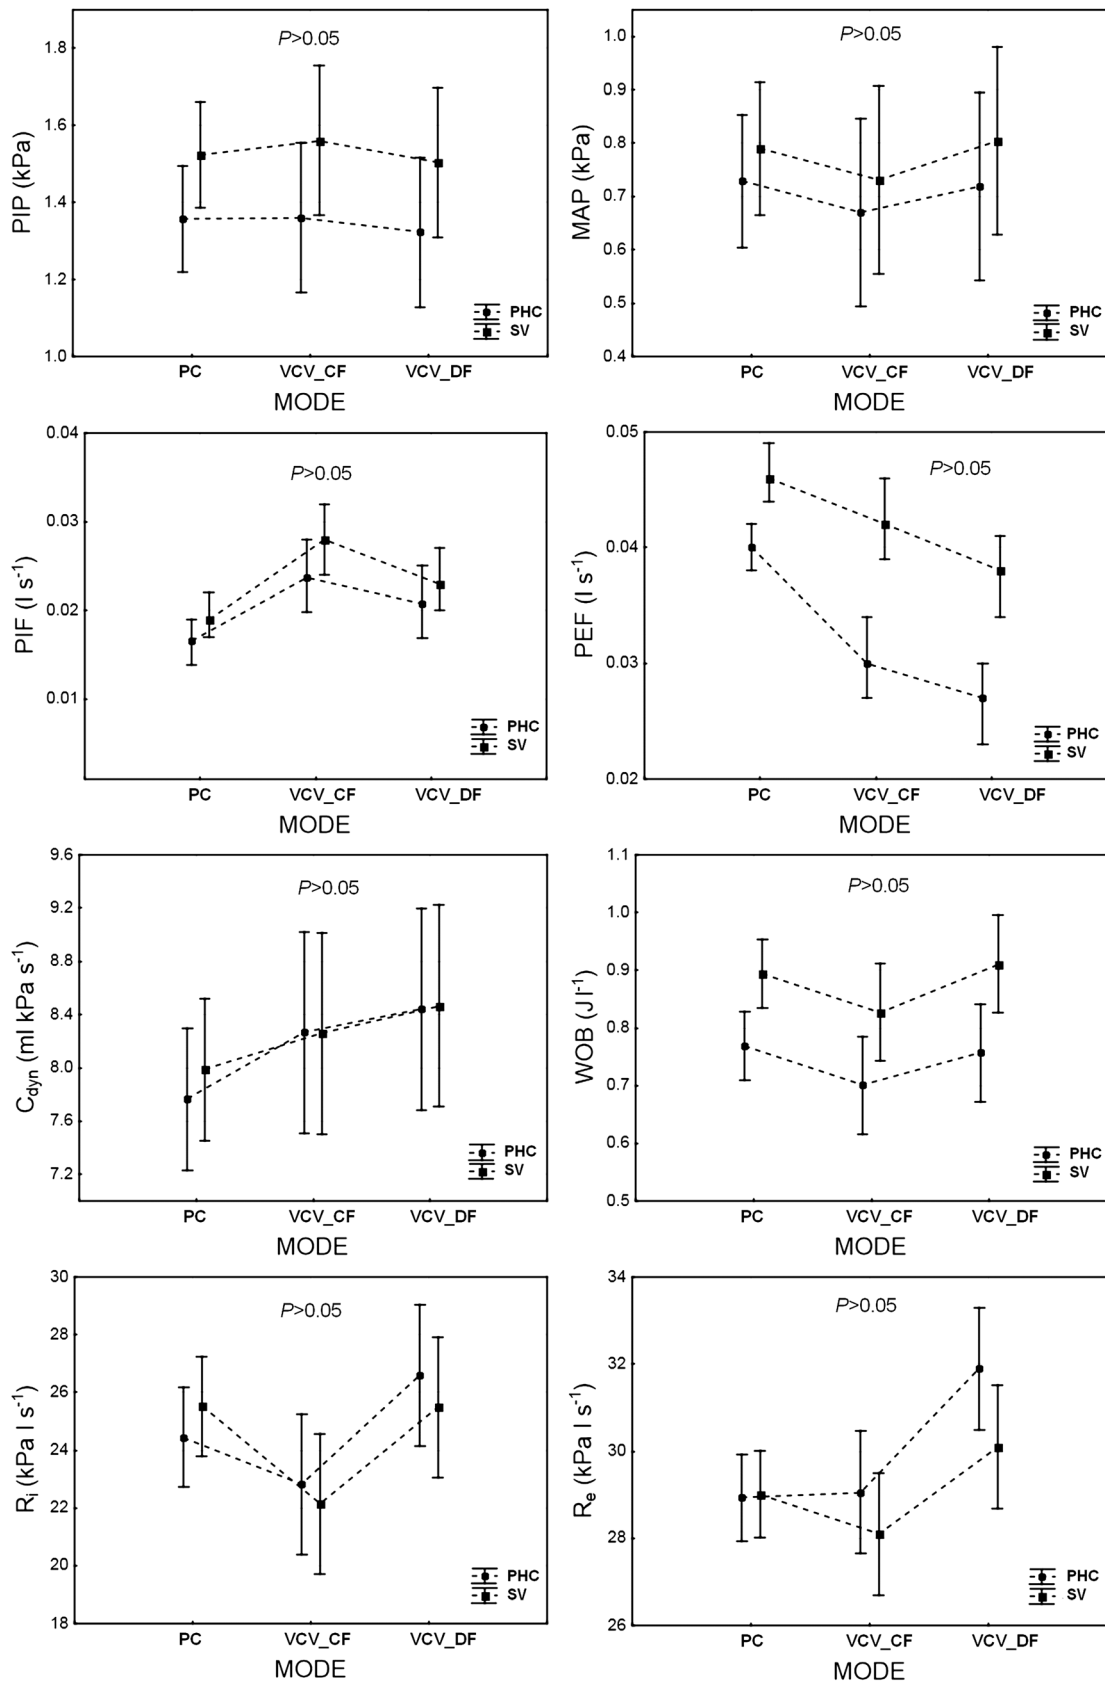 P>0.05
PIP (kPa)
1.8
1.6
1.4
1.2
1.0
PHC
SV
PC VCV_CF VCV_DF
MODE
P>0.05
MAP (kPa)
1.0
0.9
0.8
0.7
0.6
0.5
0.4
PHC
SV
PC VCV_CF VCV_DF
MODE
P>0.05
PIF (l s-1)
0.04
0.03
0.02
0.01
PHC
SV
PC VCV_CF VCV_DF
MODE
P>0.05
PEF (l s-1)
0.05
0.04
0.03
0.02
PHC
SV
PC VCV_CF VCV_DF
MODE
P>0.05
Cdyn (ml kPa s-1)
9.6
9.2
8.8
8.4
8.0
7.6
7.2
PHC
SV
PC VCV_CF VCV_DF
MODE
P>0.05
WOB (J l-1)
1.1
1.0
0.9
0.8
0.7
0.6
0.5
PHC
SV
PC VCV_CF VCV_DF
MODE
P>0.05
Ri (kPa l s-1)
30
28
26
24
22
20
18
PHC
SV
PC VCV_CF VCV_DF
MODE
P>0.05
Re (kPa l s-1)
34
32
30
28
26
PHC
SV
PC VCV_CF VCV_DF
MODE